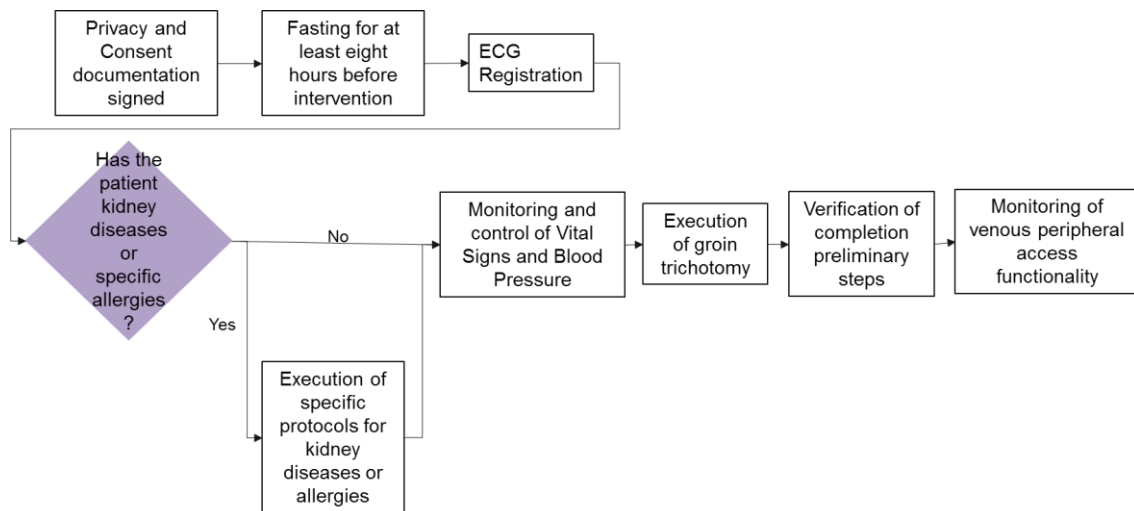 Privacy and
Consent
documentation
signed
Fasting for at
least eight
hours before
intervention
ECG
Registration
Has the
patient
kidney
diseases
or
specific
allergies
?
No
Yes
Execution of
specific
protocols for
kidney
diseases or
allergies
Monitoring and
control of Vital
Signs and Blood
Pressure
Execution
of groin
trichotomy
Verification of
completion
preliminary
steps
Monitoring of
venous peripheral
access
functionality